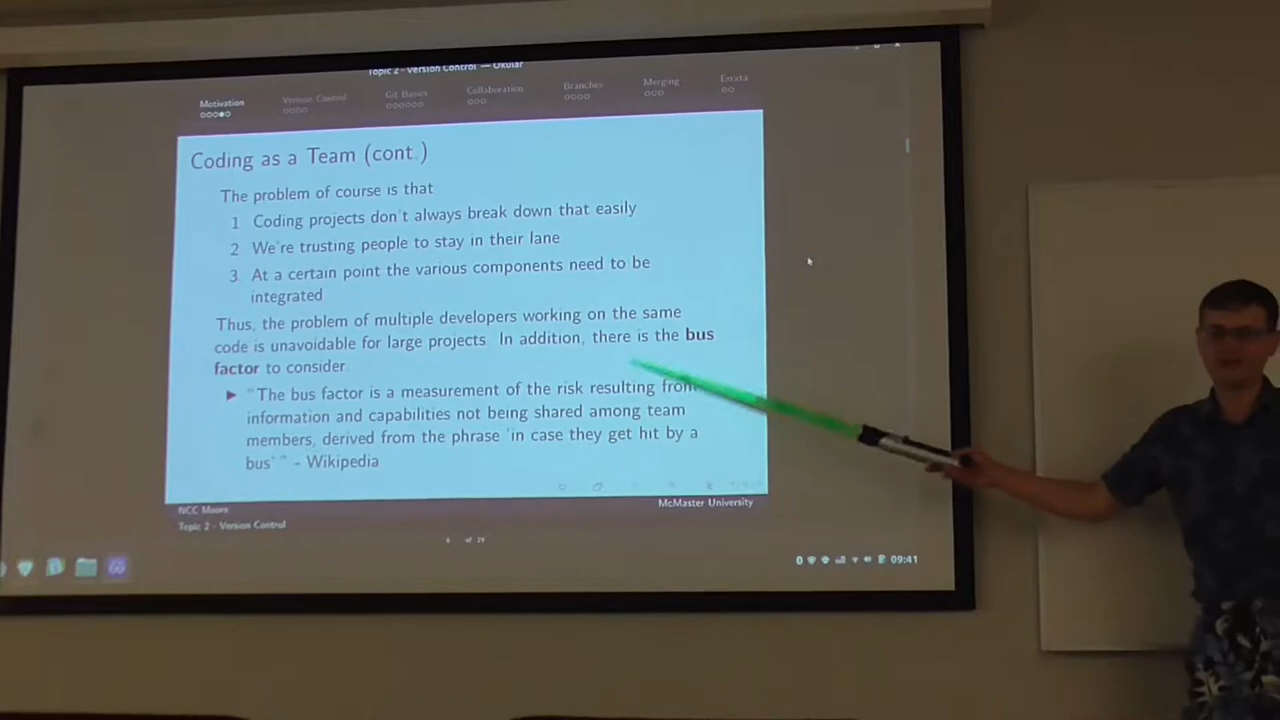 Topic 2 - Version Control — Okular
Motivation Version Control Git Basics Collaboration Branches Merging Errata
Coding as a Team (cont.)
The problem of course is that
1 Coding projects don't always break down that easily
2 We're trusting people to stay in their lane
3 At a certain point the various components need to be
integrated
Thus, the problem of multiple developers working on the same
code is unavoidable for large projects. In addition, there is the bus
factor to consider.
► "The bus factor is a measurement of the risk resulting from
information and capabilities not being shared among team
members, derived from the phrase 'in case they get hit by a
bus' " - Wikipedia
NCC Moore McMaster University
Topic 2 - Version Control
of
09:41